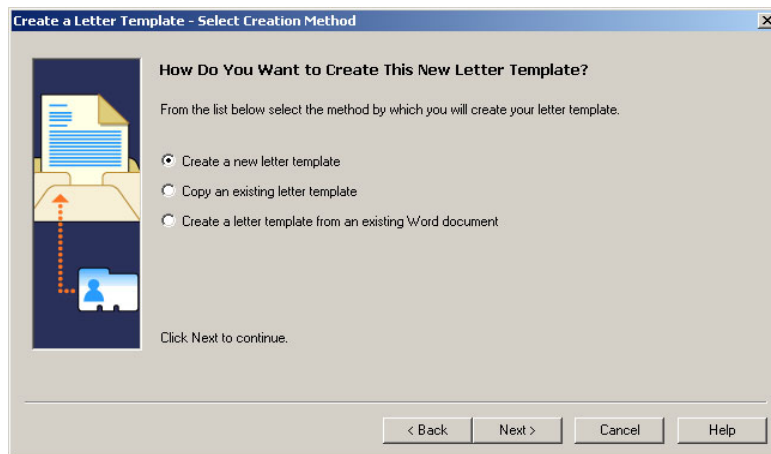 Create a Letter Template - Select Creation Method
How Do You Want to Create This New Letter Template?
From the list below select the method by which you will create your letter template.
Create a new letter template
Copy an existing letter template
Create a letter template from an existing Word document
Click Next to continue.
< Back Next > Cancel Help